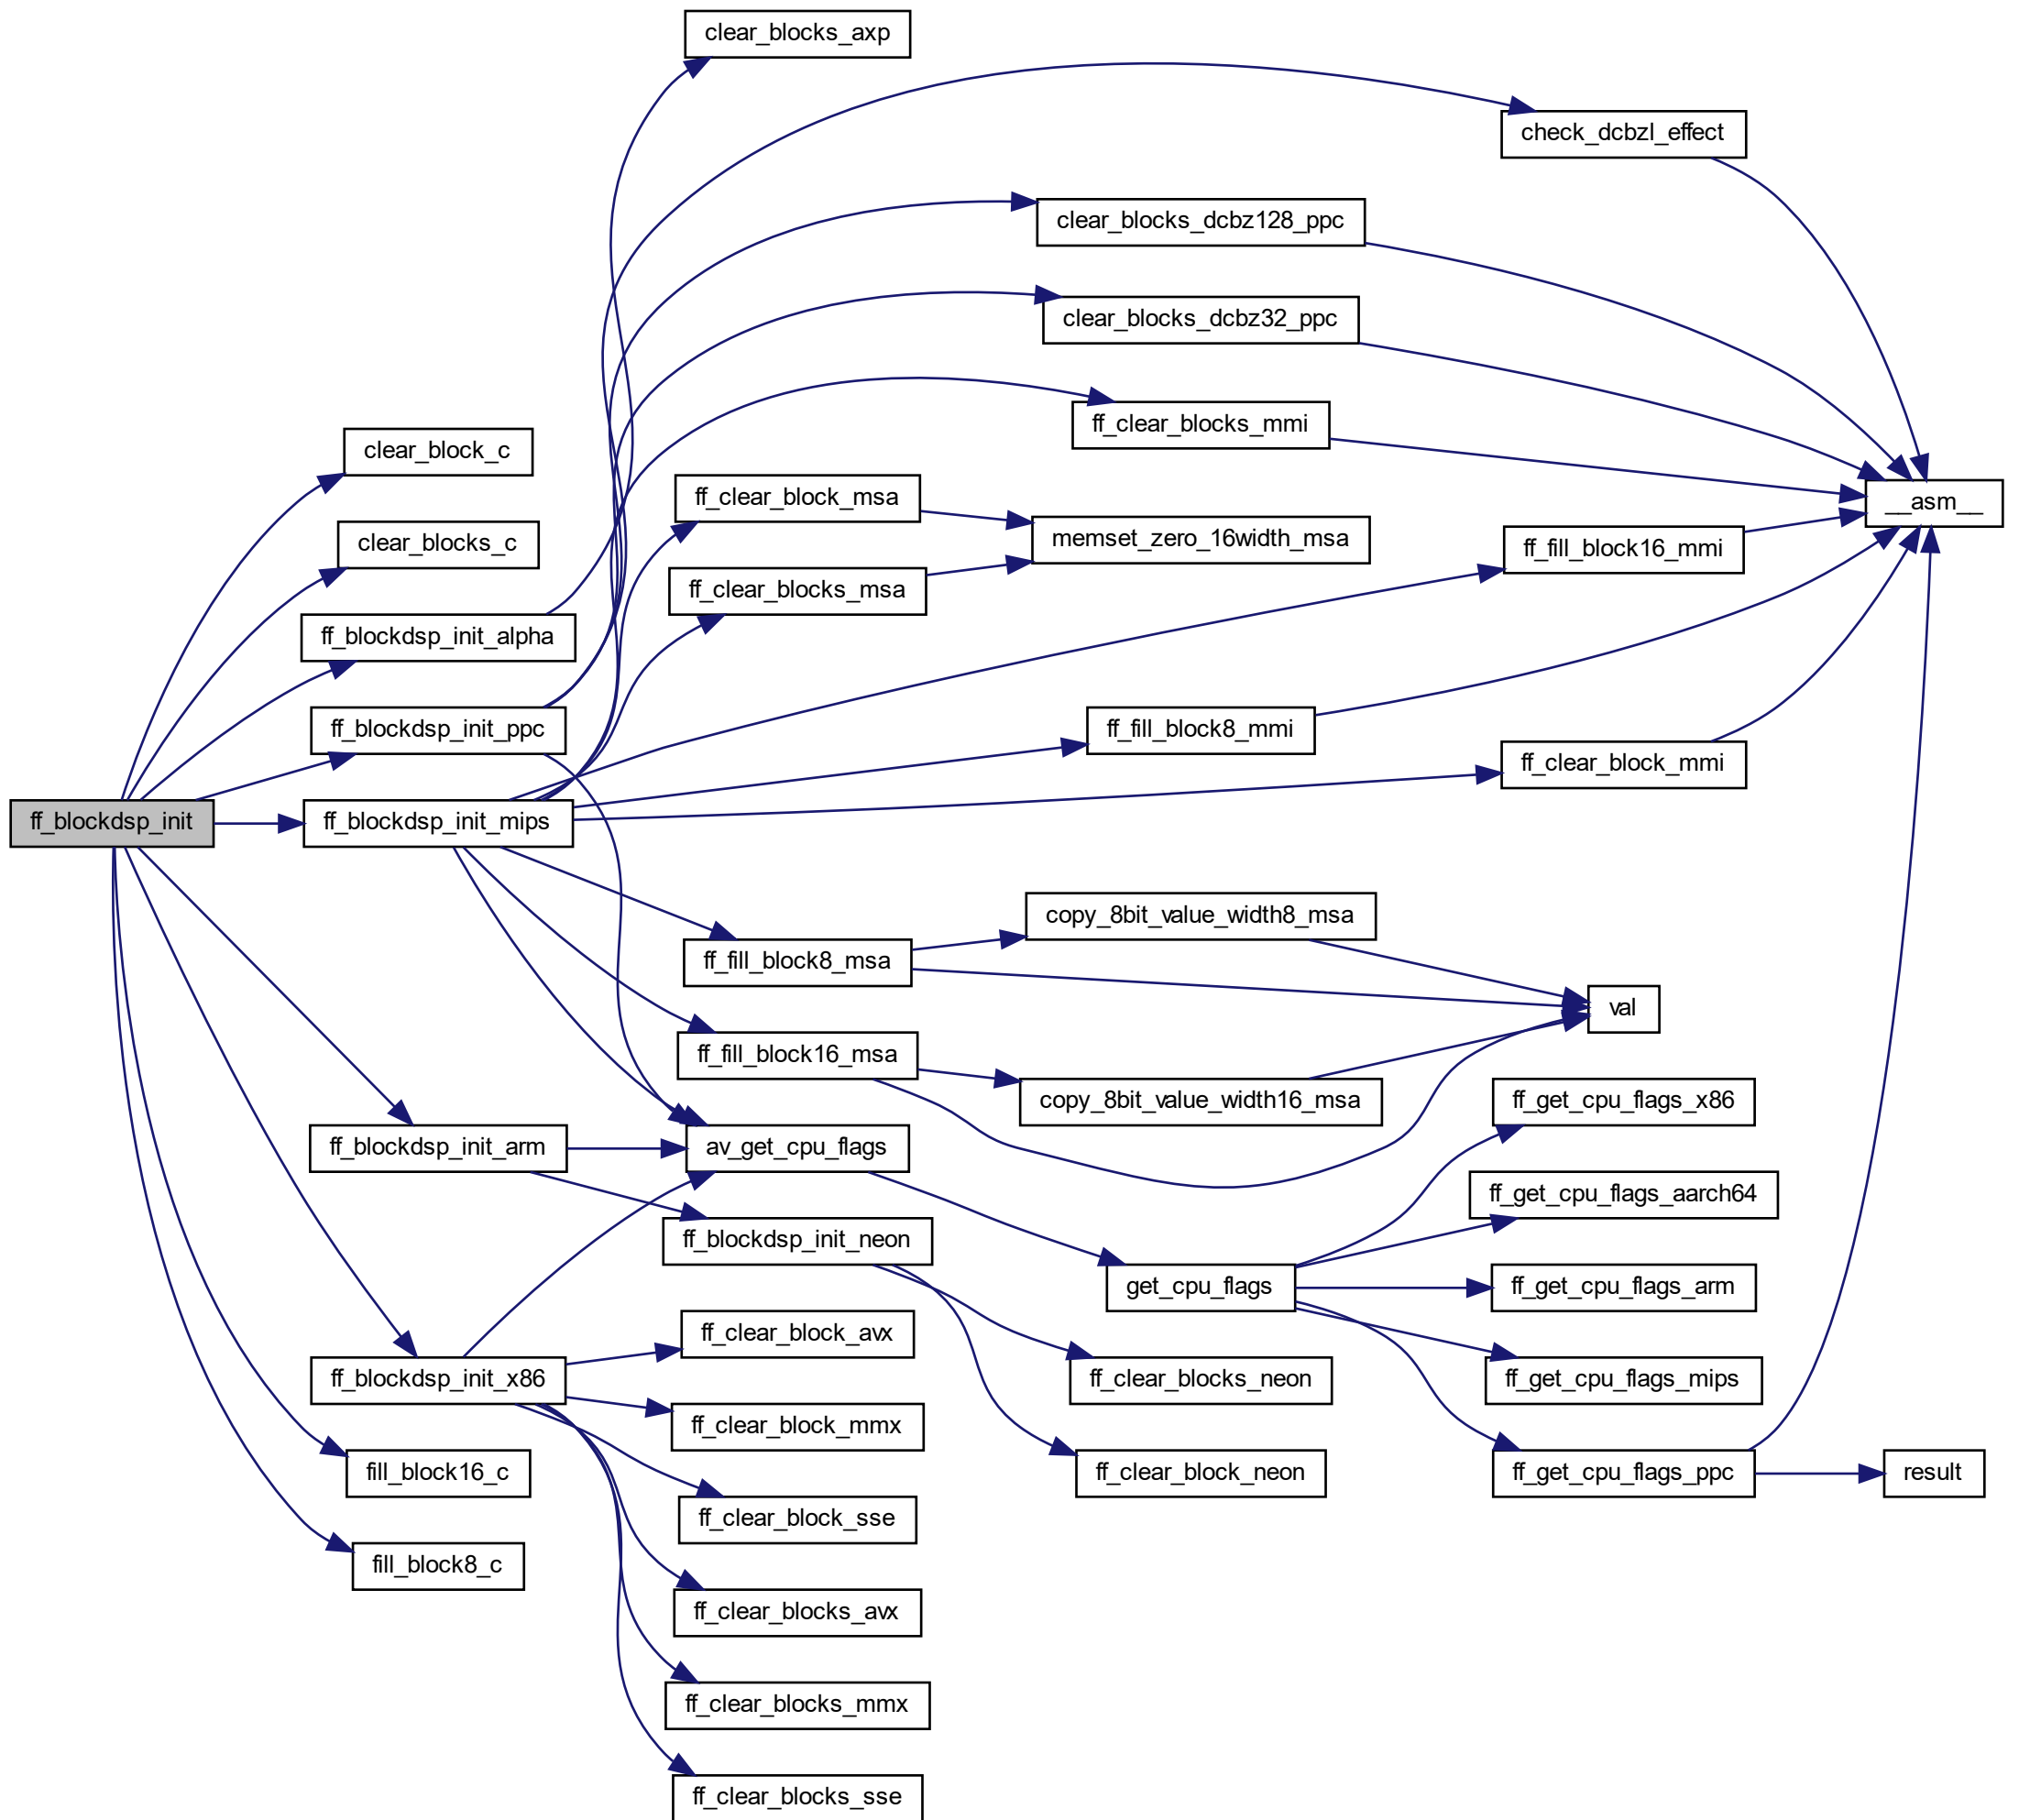 clear_blocks_axp
check_dcbzl_effect
clear_blocks_dcbz128_ppc
clear_blocks_dcbz32_ppc
ff_clear_blocks_mmi
clear_block_c
ff_clear_block_msa
__asm__
memset_zero_16width_msa
clear_blocks_c
ff_fill_block16_mmi
ff_clear_blocks_msa
ff_blockdsp_init_alpha
ff_blockdsp_init_ppc
ff_fill_block8_mmi
ff_clear_block_mmi
ff_blockdsp_init
ff_blockdsp_init_mips
copy_8bit_value_width8_msa
ff_fill_block8_msa
val
ff_fill_block16_msa
copy_8bit_value_width16_msa
ff_get_cpu_flags_x86
ff_blockdsp_init_arm
av_get_cpu_flags
ff_get_cpu_flags_aarch64
ff_blockdsp_init_neon
get_cpu_flags
ff_get_cpu_flags_arm
ff_clear_block_avx
ff_blockdsp_init_x86
ff_clear_blocks_neon
ff_get_cpu_flags_mips
ff_clear_block_mmx
fill_block16_c
ff_clear_block_neon
ff_get_cpu_flags_ppc
result
ff_clear_block_sse
fill_block8_c
ff_clear_blocks_avx
ff_clear_blocks_mmx
ff_clear_blocks_sse